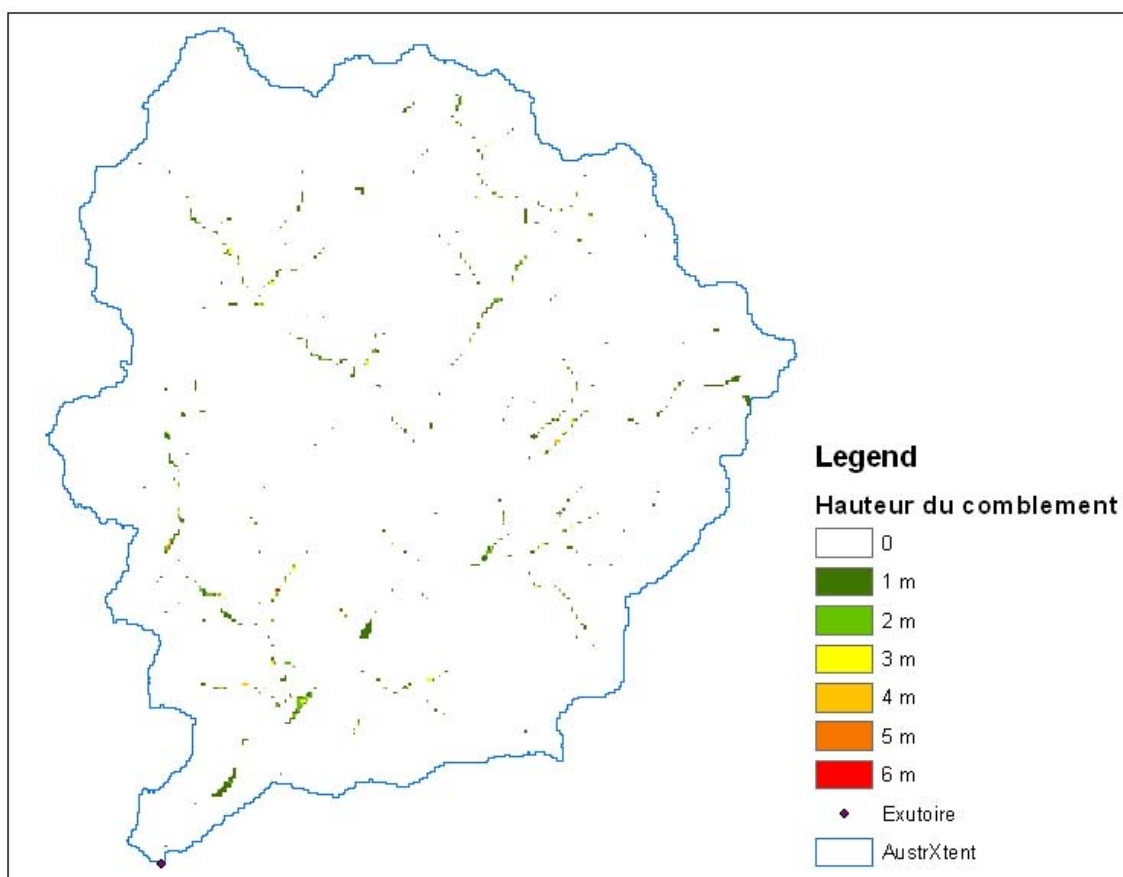 Legend
Hauteur du comblement
0
1 m
2 m
3 m
4 m
5 m
6 m
Exutoire
AustrXtent